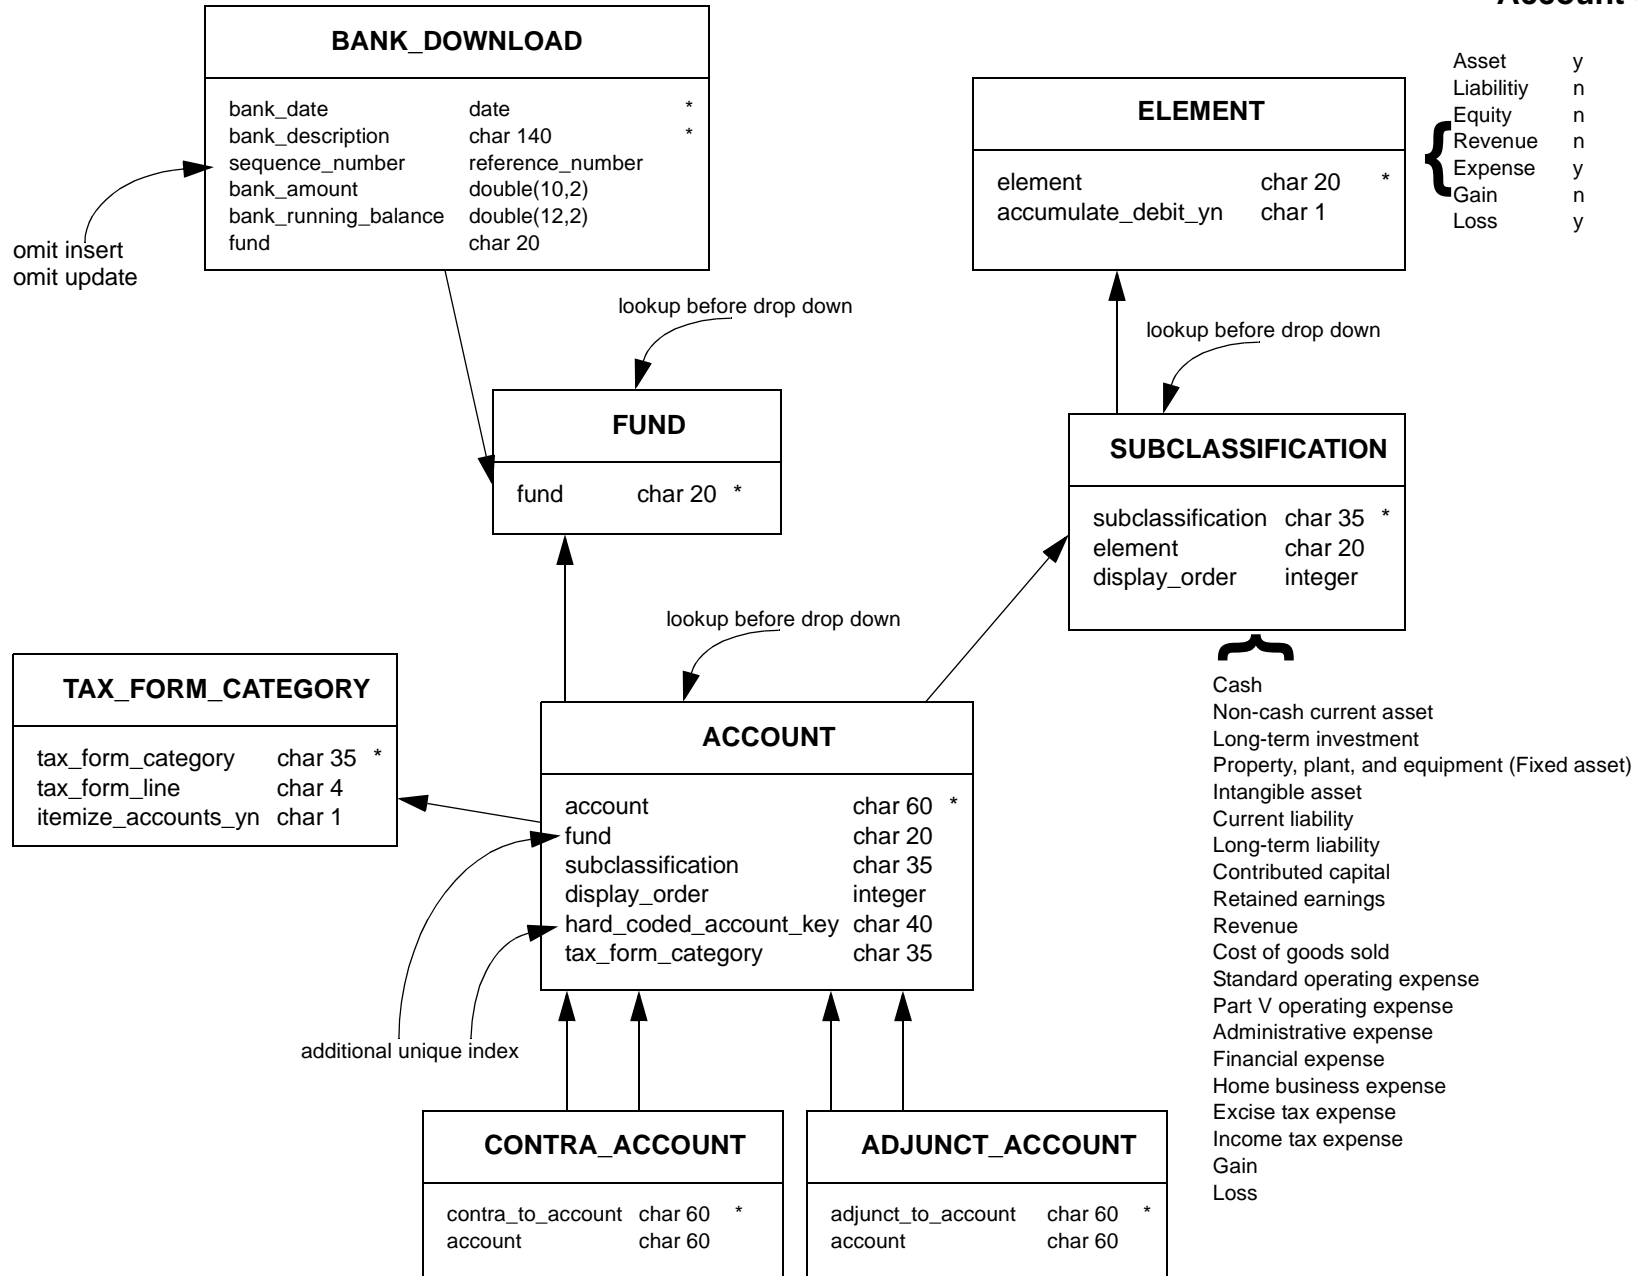 Account
BANK_DOWNLOAD
bank_date date *
bank_description char 140 *
sequence_number reference_number
bank_amount double(10,2)
bank_running_balance double(12,2)
fund char 20
omit insert
omit update
ELEMENT
element char 20 *
accumulate_debit_yn char 1
Asset y
Liabilitiy n
Equity n
Revenue n
Expense y
Gain n
Loss y
lookup before drop down
lookup before drop down
FUND
fund char 20 *
SUBCLASSIFICATION
subclassification char 35 *
element char 20
display_order integer
lookup before drop down
TAX_FORM_CATEGORY
tax_form_category char 35 *
tax_form_line char 4
itemize_accounts_yn char 1
ACCOUNT
account char 60 *
fund char 20
subclassification char 35
display_order integer
hard_coded_account_key char 40
tax_form_category char 35
additional unique index
Cash
Non-cash current asset
Long-term investment
Property, plant, and equipment (Fixed asset)
Intangible asset
Current liability
Long-term liability
Contributed capital
Retained earnings
Revenue
Cost of goods sold
Standard operating expense
Part V operating expense
Administrative expense
Financial expense
Home business expense
Excise tax expense
Income tax expense
Gain
Loss
CONTRA_ACCOUNT
contra_to_account char 60 *
account char 60
ADJUNCT_ACCOUNT
adjunct_to_account char 60 *
account char 60